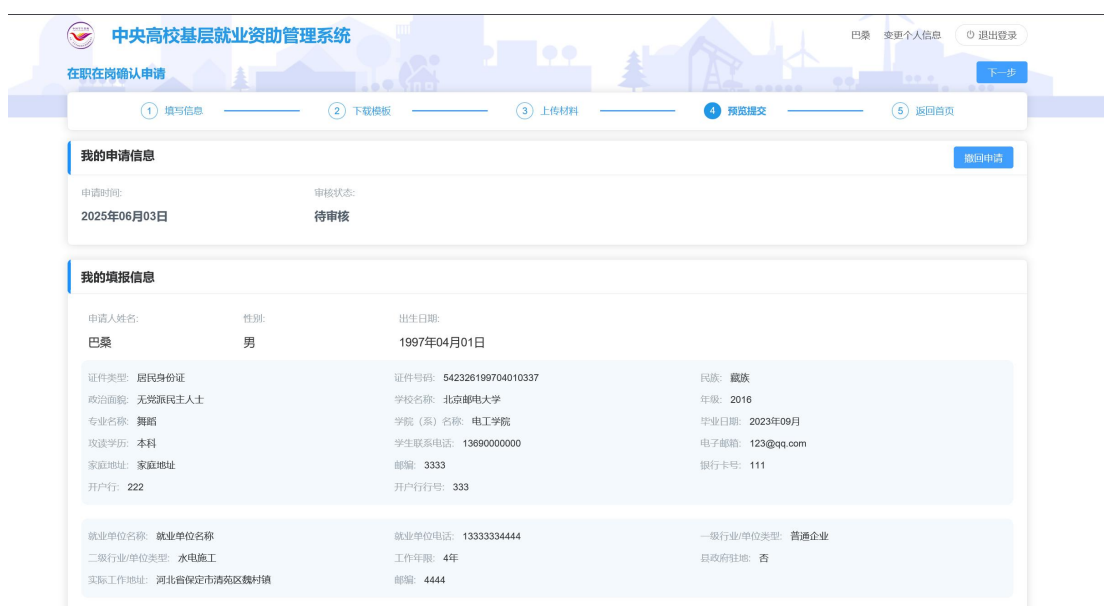 中央高校基层就业资助管理系统
巴桑 变更个人信息 退出登录
在职在岗确认申请 下一步
1 填写信息 2 下载模板 3 上传材料 4 预览提交 5 返回首页
我的申请信息 撤回申请
申请时间: 审核状态:
2025年06月03日 待审核
我的填报信息
申请人姓名: 性别: 出生日期:
巴桑 男 1997年04月01日
证件类型: 居民身份证 证件号码: 542326199704010337 民族: 藏族
政治面貌: 无党派民主人士 学校名称: 北京邮电大学 年级: 2016
专业名称: 舞蹈 学院（系）名称: 电工学院 毕业日期: 2023年09月
攻读学历: 本科 学生联系电话: 13690000000 电子邮箱: 123@qq.com
家庭地址: 家庭地址 邮编: 3333 银行卡号: 111
开户行: 222 开户行行号: 333
就业单位名称: 就业单位名称 就业单位电话: 13333334444 一级行业/单位类型: 普通企业
二级行业/单位类型: 水电施工 工作年限: 4年 县政府驻地: 否
实际工作地址: 河北省保定市清苑区魏村镇 邮编: 4444